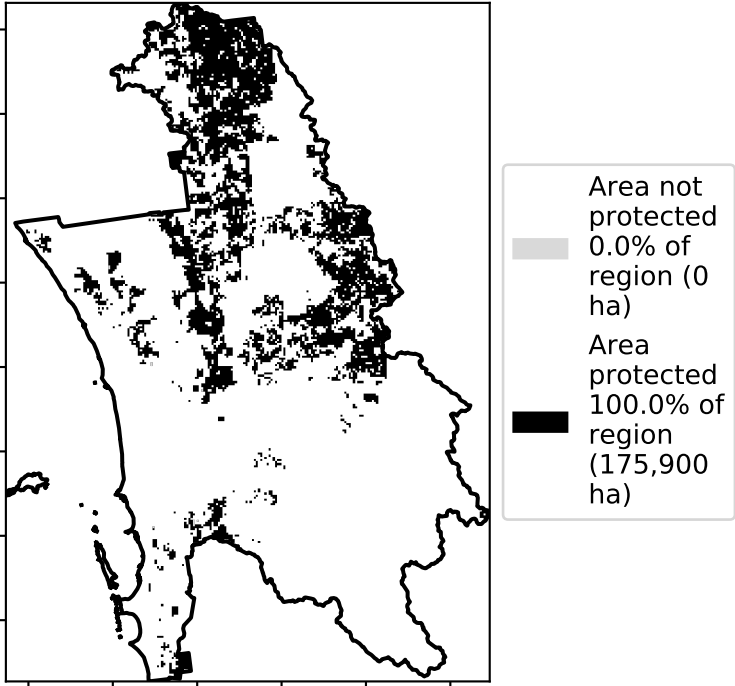 Area not
protected
0.0% of
region (0
ha)
Area
protected
100.0% of
region
(175,900
ha)